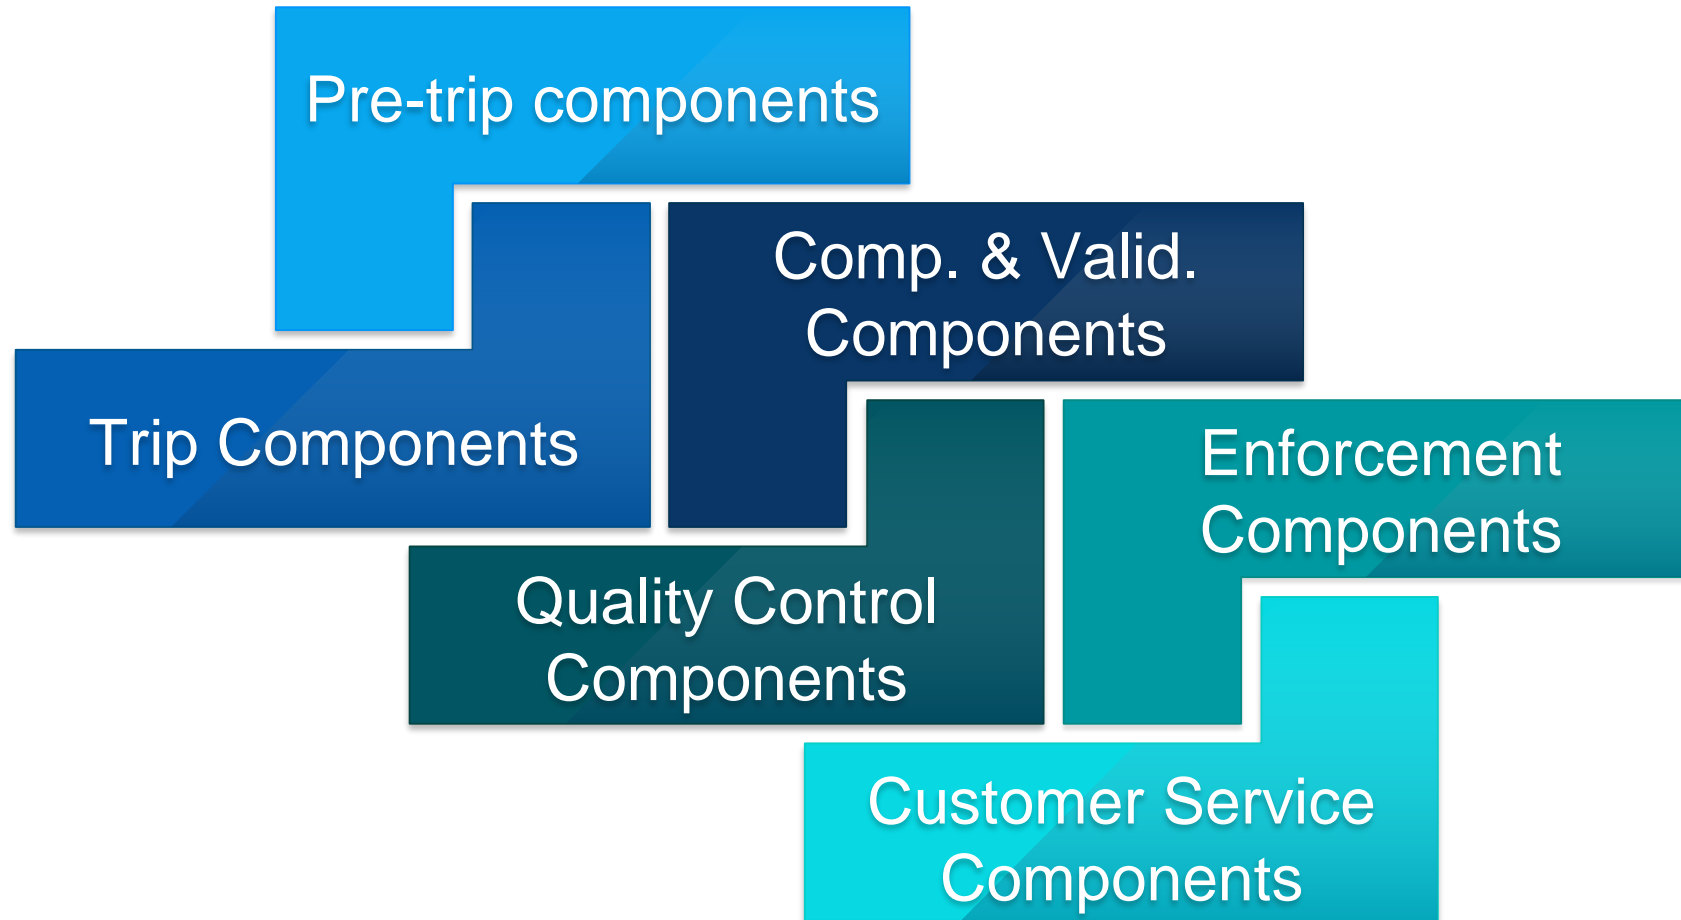 Pre-trip components
Comp. & Valid.
Components
Trip Components
Enforcement
Components
Quality Control
Components
Customer Service
Components